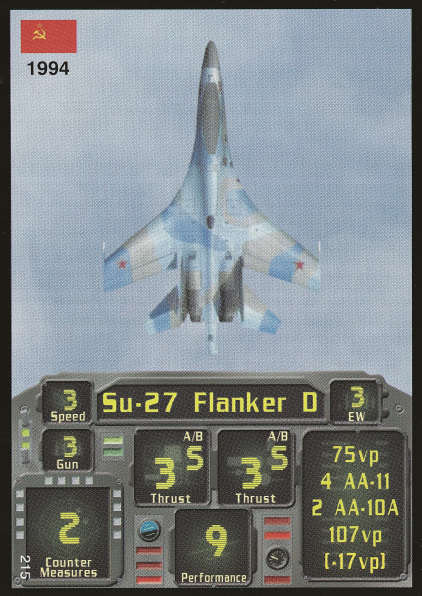 1994
Su-27 Flanker D
3
Speed
3
EW
3
Gun
A/B
3 5
Thrust
A/B
3 5
Thrust
75vp
4 AA-11
2 AA-10A
107vp
(-17vp)
2
Counter
Measures
9
Performance
215